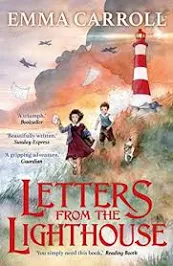 EMMA CARROLL
'A triumph.'
Bookseller
'Beautifully written.'
Sunday Express
'A gripping adventure.'
Guardian
LETTERS
FROM THE
LIGHTHOUSE
'You simply need this book.' Reading Zone